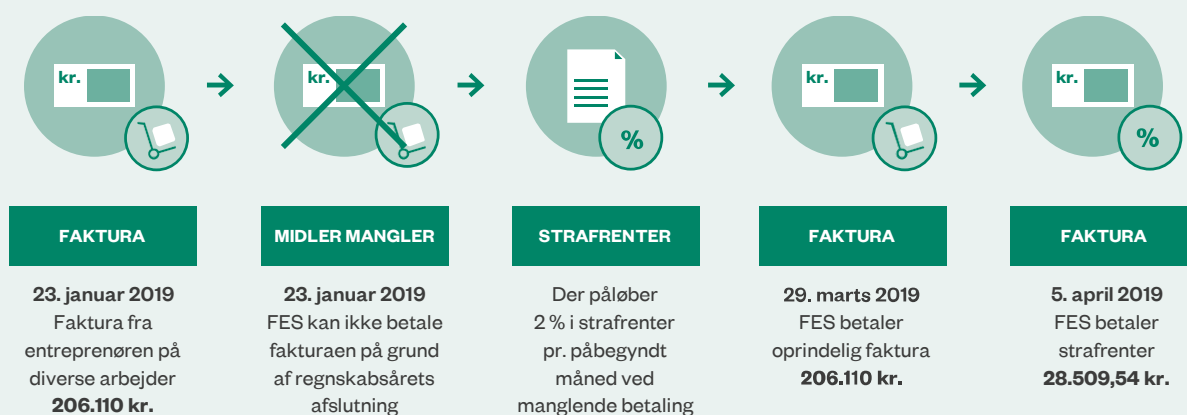 kr.
kr.
%
kr.
kr.
%
FAKTURA
23. januar 2019
Faktura fra
entreprenøren på
diverse arbejder
206.110 kr.
MIDLER MANGLER
23. januar 2019
FES kan ikke betale
fakturaen på grund
af regnskabsårets
afslutning
STRAFRENTER
Der påløber
2 % i strafrenter
pr. påbegyndt
måned ved
manglende betaling
FAKTURA
29. marts 2019
FES betaler
oprindelig faktura
206.110 kr.
FAKTURA
5. april 2019
FES betaler
strafrenter
28.509,54 kr.